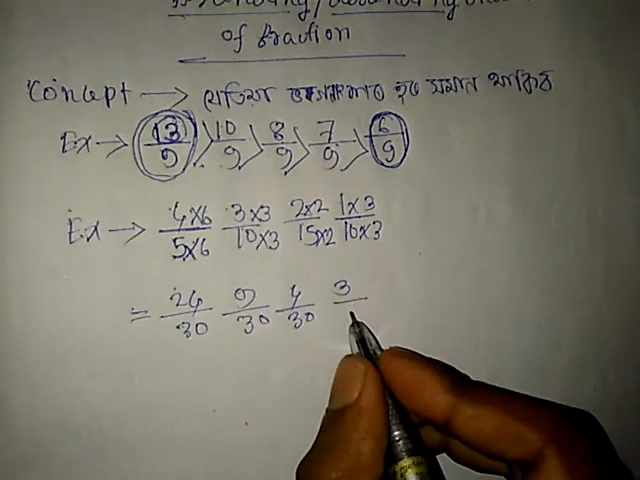 of fraction
Concept → যেতিয়া হৰ সমান থাকিব
Ex → 13/9 > 10/9 > 8/9 > 7/9 > 6/9
Ex → 4×6/5×6 3×3/10×3 2×2/15×2 1×3/10×3
= 24/30 9/30 4/30 3